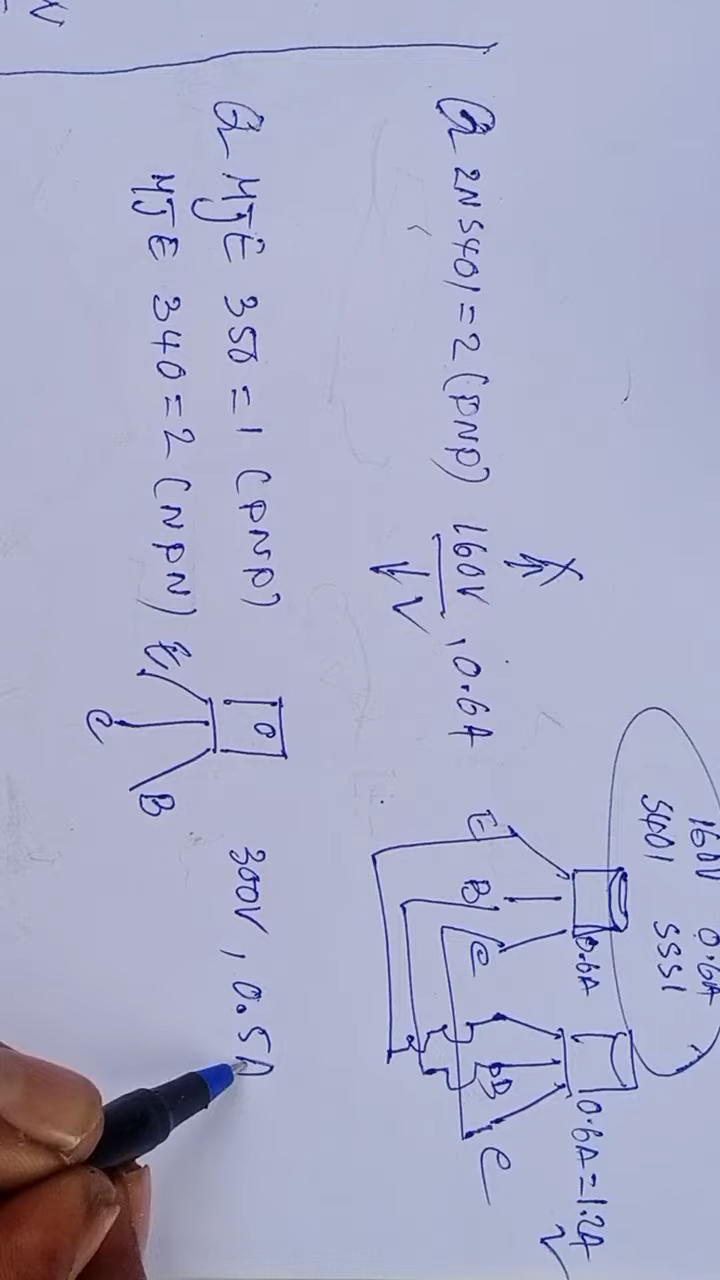 N
Q 2N5401=2(PNP) 160V, 0.6A
160V 0.6A
5401 5551
0.6A
0.6A=1.2A
E B C
B C
Q MJE 350=1 (PNP)
MJE 340=2 (NPN)
E C B
300V, 0.5A